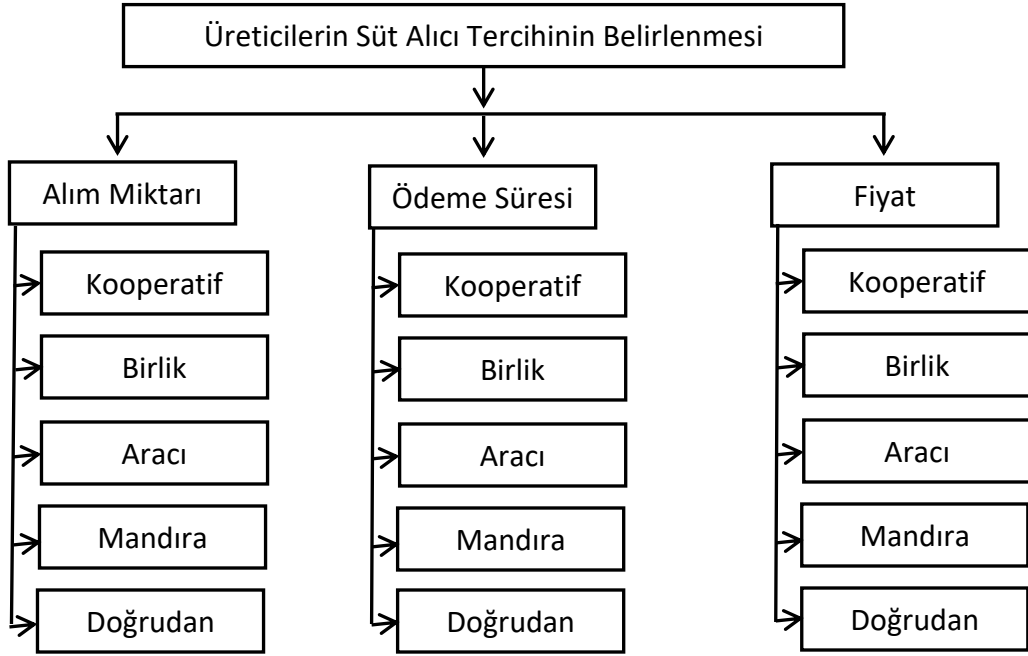 Üreticilerin Süt Alıcı Tercihinin Belirlenmesi
Alım Miktarı
Kooperatif
Birlik
Aracı
Mandıra
Doğrudan
Ödeme Süresi
Kooperatif
Birlik
Aracı
Mandıra
Doğrudan
Fiyat
Kooperatif
Birlik
Aracı
Mandıra
Doğrudan